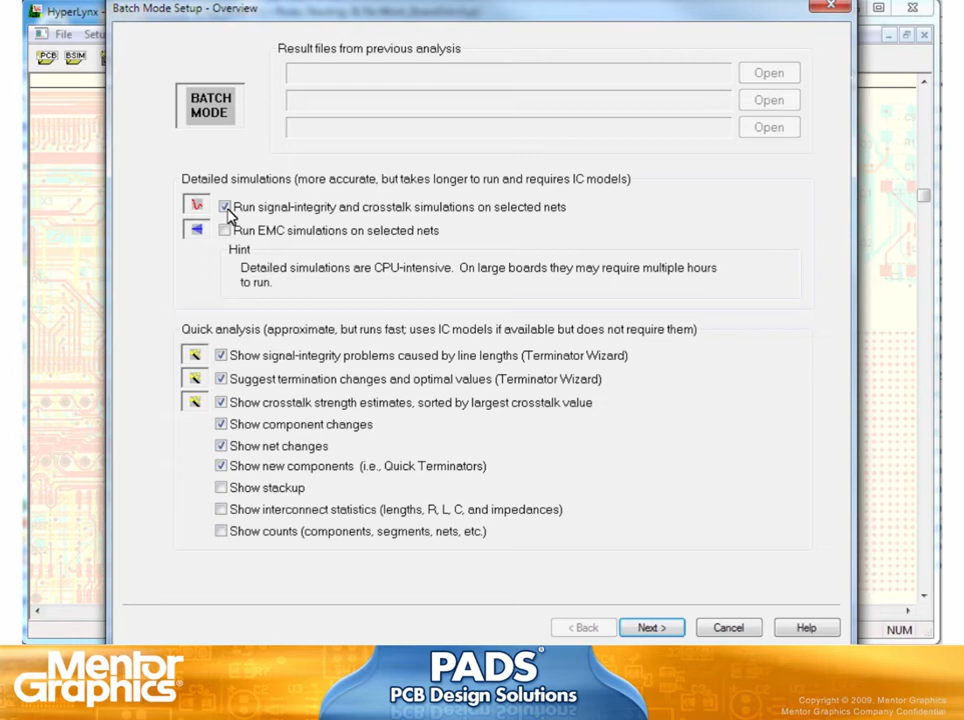 HyperLynx -
Batch Mode Setup - Overview
File
Setu
PCB
BSIM
Result files from previous analysis
Open
BATCH
MODE
Open
Open
Detailed simulations (more accurate, but takes longer to run and requires IC models)
Run signal-integrity and crosstalk simulations on selected nets
Run EMC simulations on selected nets
Hint
Detailed simulations are CPU-intensive. On large boards they may require multiple hours
to run.
Quick analysis (approximate, but runs fast; uses IC models if available but does not require them)
Show signal-integrity problems caused by line lengths (Terminator Wizard)
Suggest termination changes and optimal values (Terminator Wizard)
Show crosstalk strength estimates, sorted by largest crosstalk value
Show component changes
Show net changes
Show new components (i.e., Quick Terminators)
Show stackup
Show interconnect statistics (lengths, R, L, C, and impedances)
Show counts (components, segments, nets, etc.)
< Back
Next >
Cancel
Help
NUM
Mentor
Graphics®
PADS®
PCB Design Solutions
Copyright © 2009, Mentor Graphics
Mentor Graphics Company Confidential